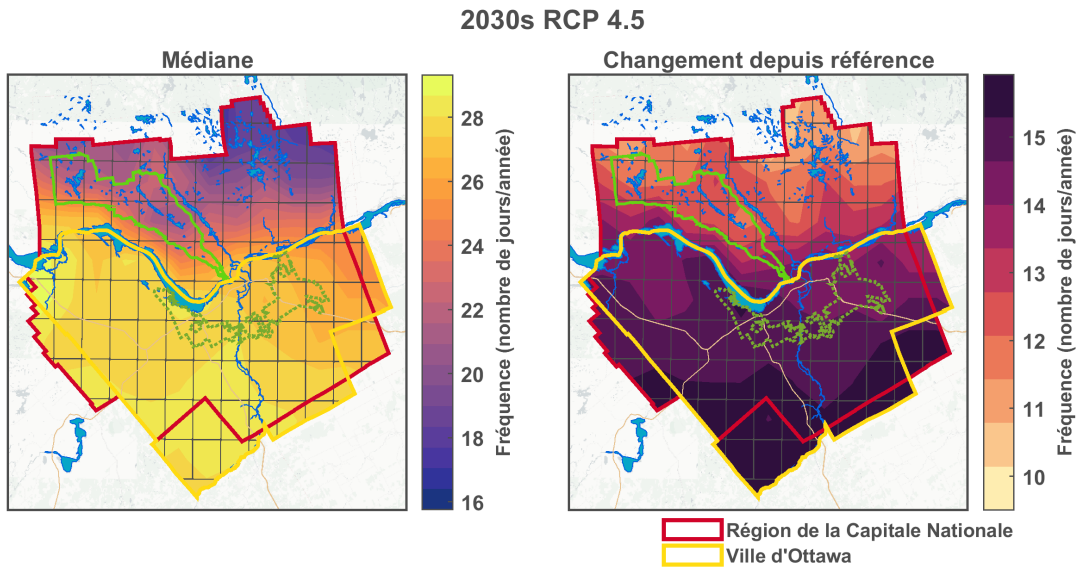 2030s RCP 4.5
Médiane
28
26
24
22
20
18
16
Fréquence (nombre de jours/année)
Changement depuis référence
15
14
13
12
11
10
Fréquence (nombre de jours/année)
Région de la Capitale Nationale
Ville d'Ottawa